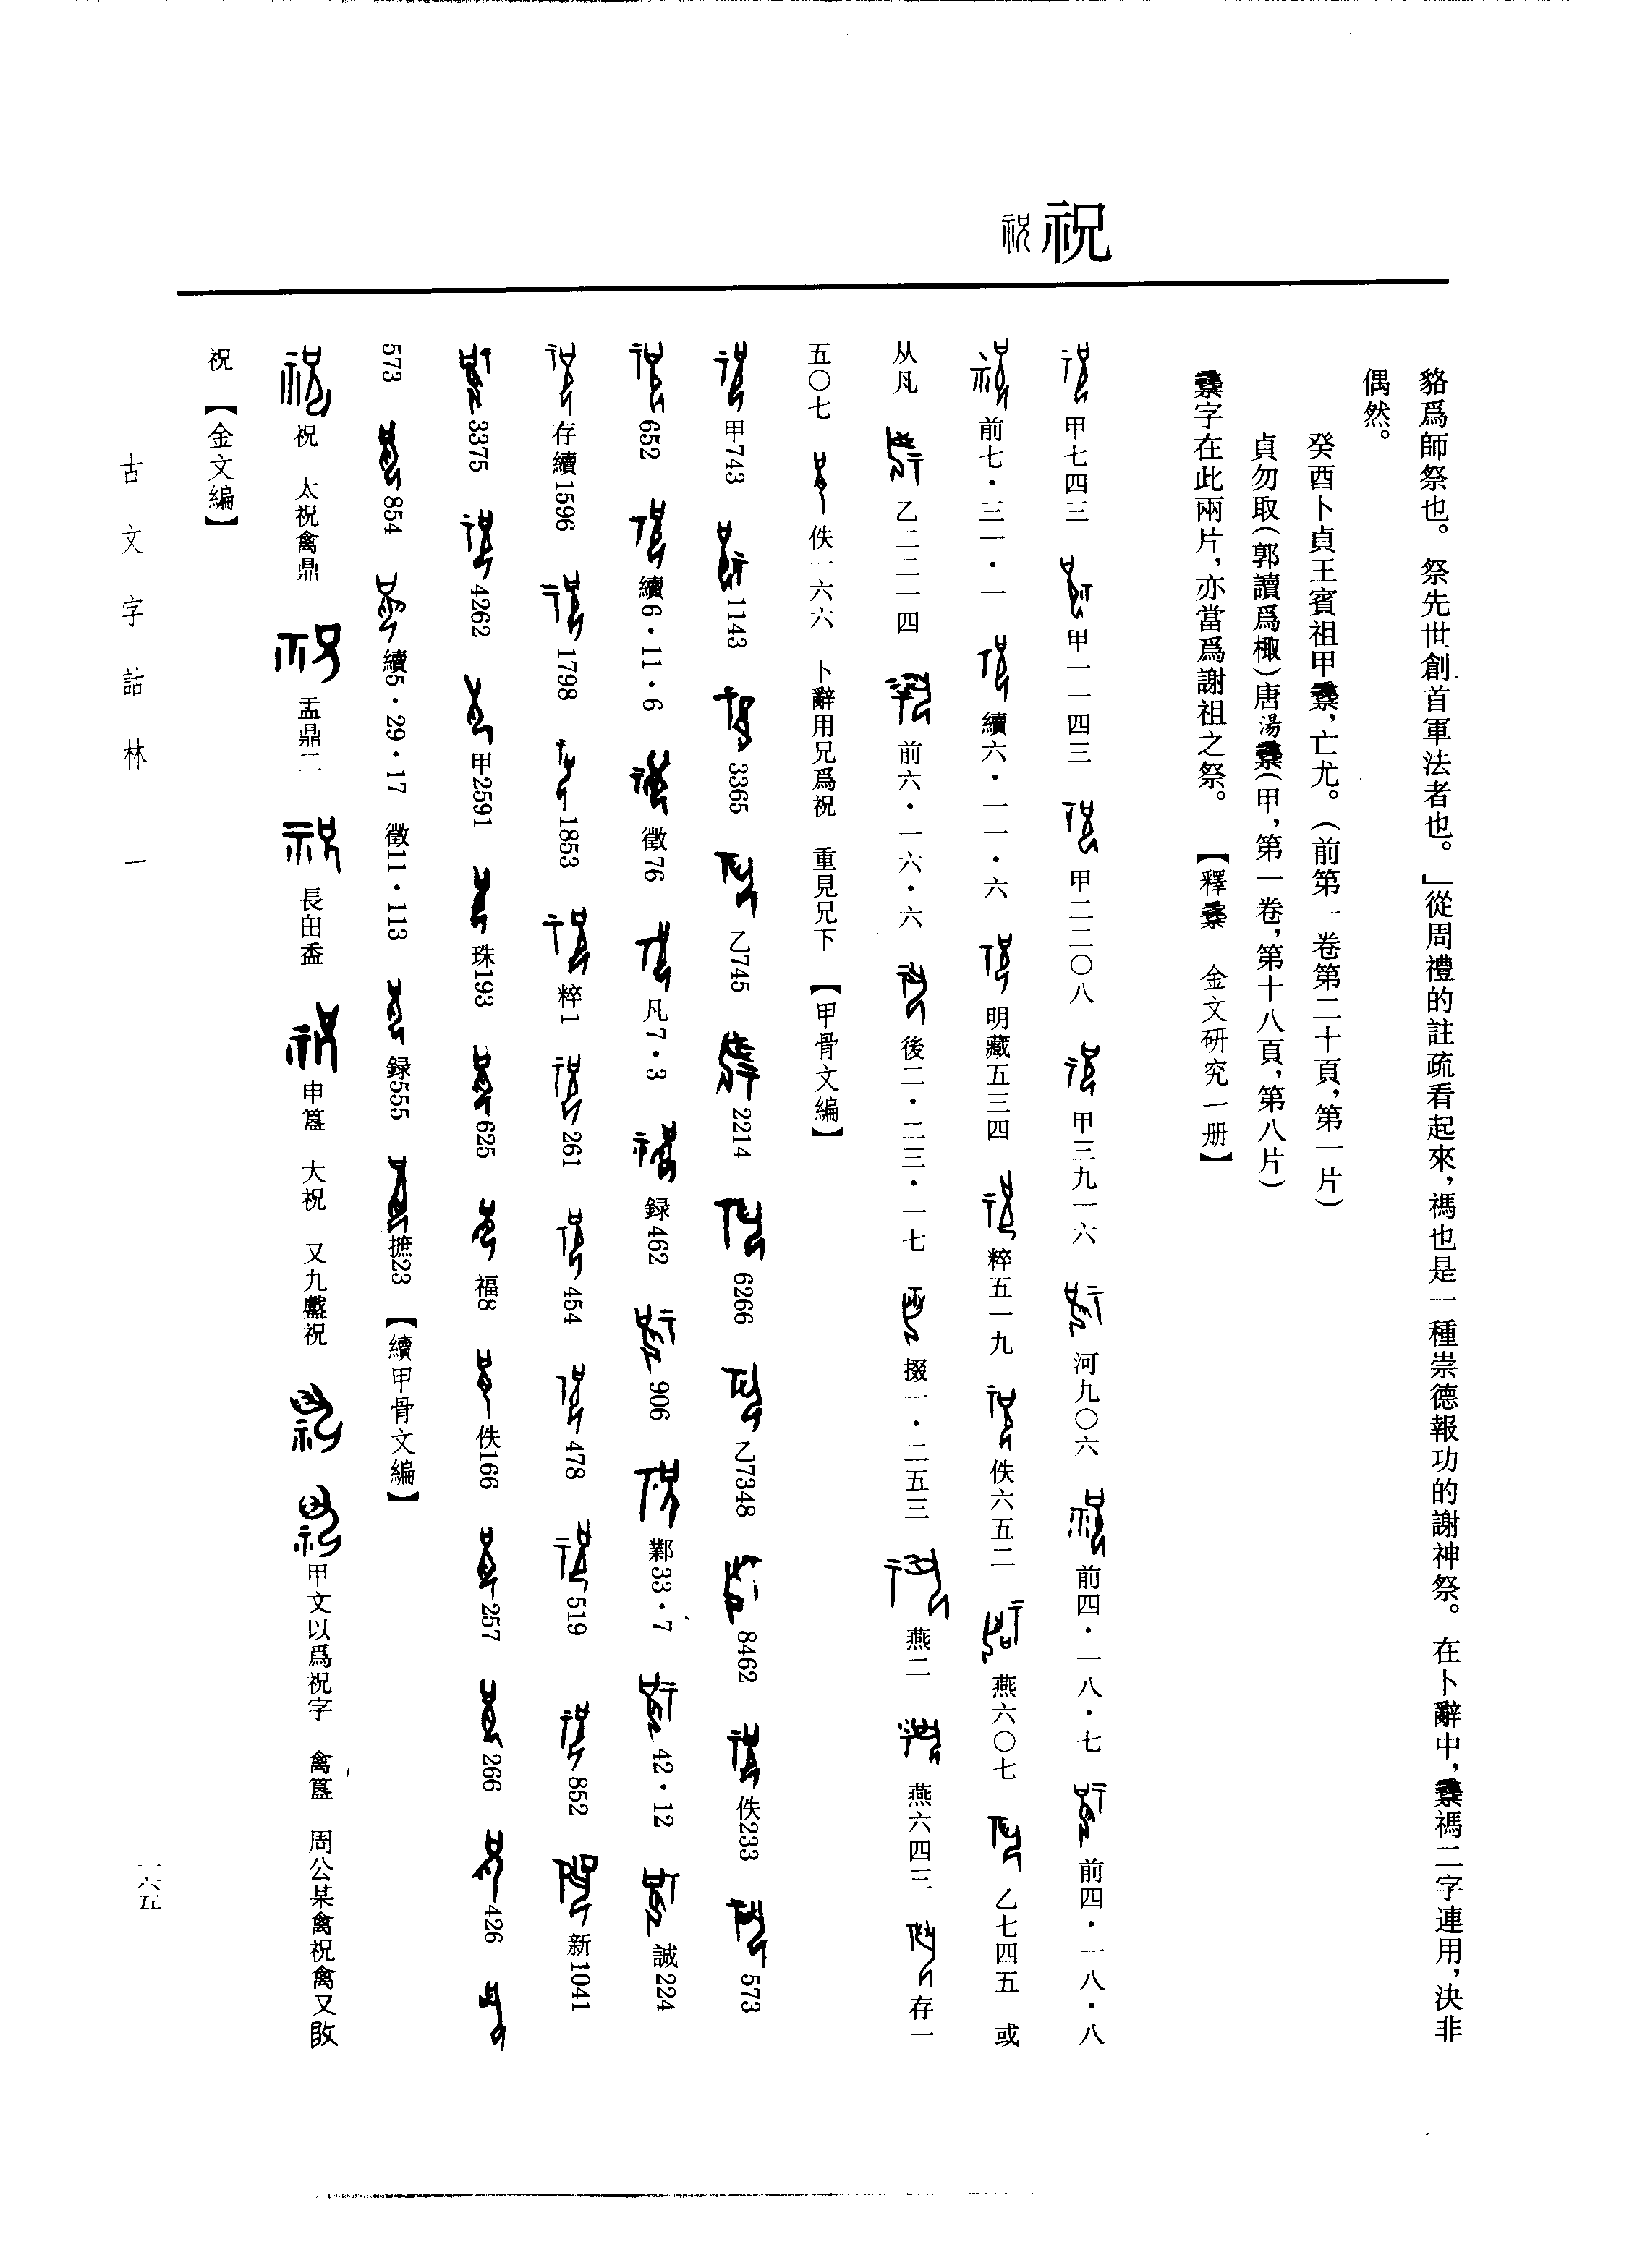 祝
貉爲師祭也。祭先世創首軍法者也。」從周禮的註疏看起來，禡也是一種崇德報功的謝神祭。在卜辭中，禡二字連用，決非
偶然。
癸酉卜貞王賓祖甲，亡尤。（前第一卷第二十頁，第一片）
貞勿取（郭讀爲棷）唐湯（甲，第一卷，第十八頁，第八片）
字在此兩片，亦當爲謝祖之祭。　【釋　金文研究一册】
甲七四三　甲一一四三　甲二二〇八　甲三九一六　河九〇六　前四·一八·七　前四·一八·八
前七·三一·一　續六·一一·六　明藏五三四　粹五一九　佚六五二　燕六〇七　乙七四五　或
从凡　乙二二一四　前六·一六·六　後二·二三·一七　掇一·二五三　燕二　燕六四三　存一
五〇七　佚一六六　卜辭用兄爲祝　重見兄下　【甲骨文編】
甲743　1143　3365　乙745　2214　6266　乙7348　8462　佚233　573
652　續6·11·6　徵76　凡7·3　録462　906　鄴33·7　42·12　誠224
存續1596　1798　1853　粹1　261　454　478　519　852　新1041
3375　4262　甲2591　珠193　625　福8　佚166　257　266　426
573　854　續5·29·17　徵11·113　録555　摭23　【續甲骨文編】
祝　太祝禽鼎　盂鼎二　長甶盉　申簋　大祝　又九祝　甲文以爲祝字　禽簋　周公某禽祝禽又敃
祝　【金文編】
古文字詁林　一
一六五